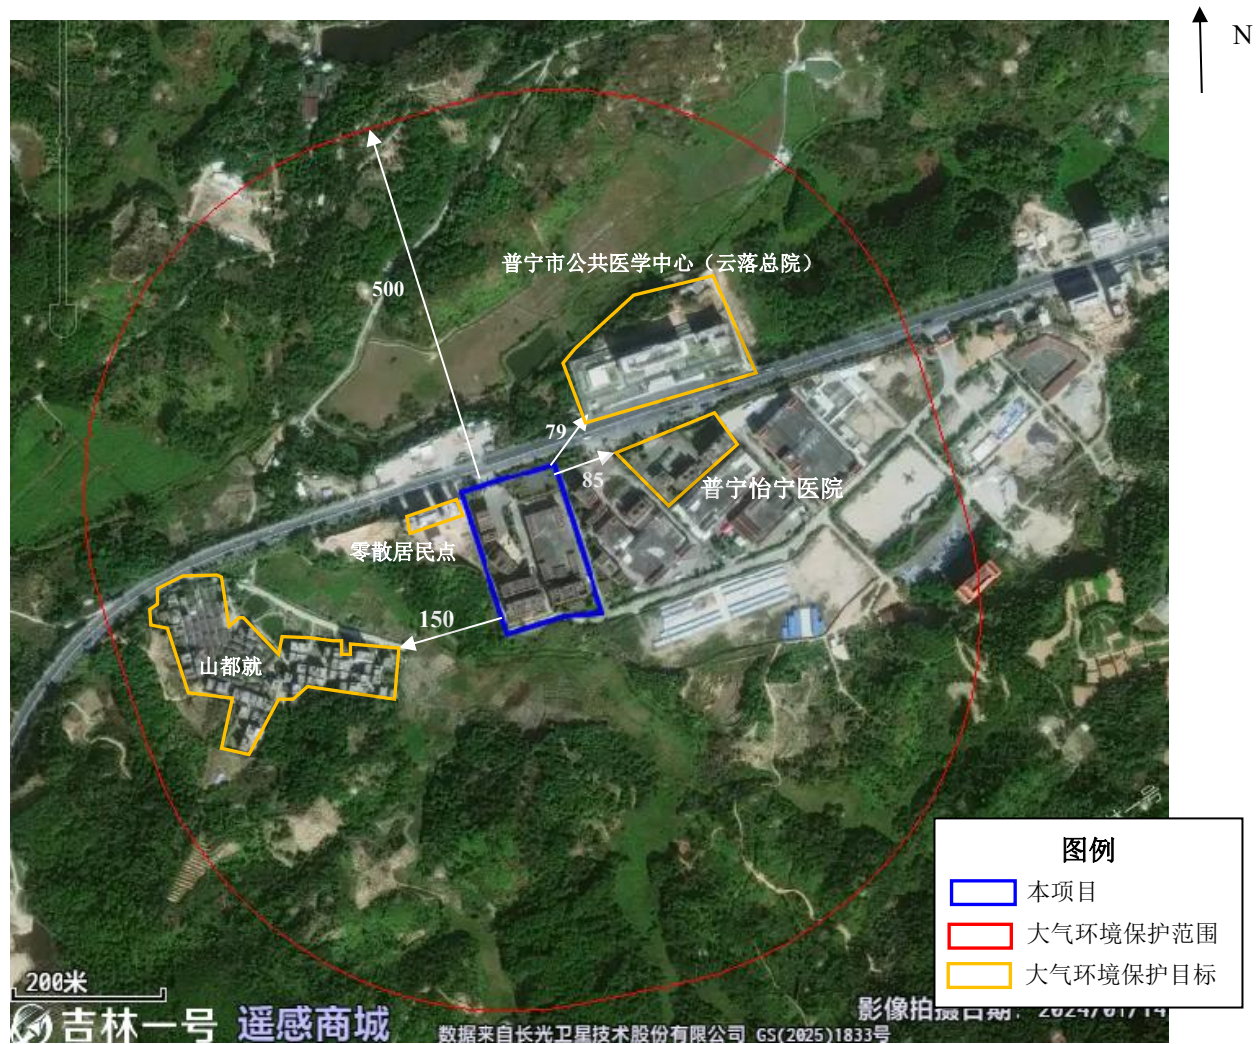 N
普宁市公共医学中心（云落总院）
500
79
85
普宁怡宁医院
零散居民点
150
山都就
图例
本项目
大气环境保护范围
大气环境保护目标
200米
吉林一号 遥感商城
影像拍摄日期: 2024/01/14
数据来自长光卫星技术股份有限公司 GS(2025)1833号